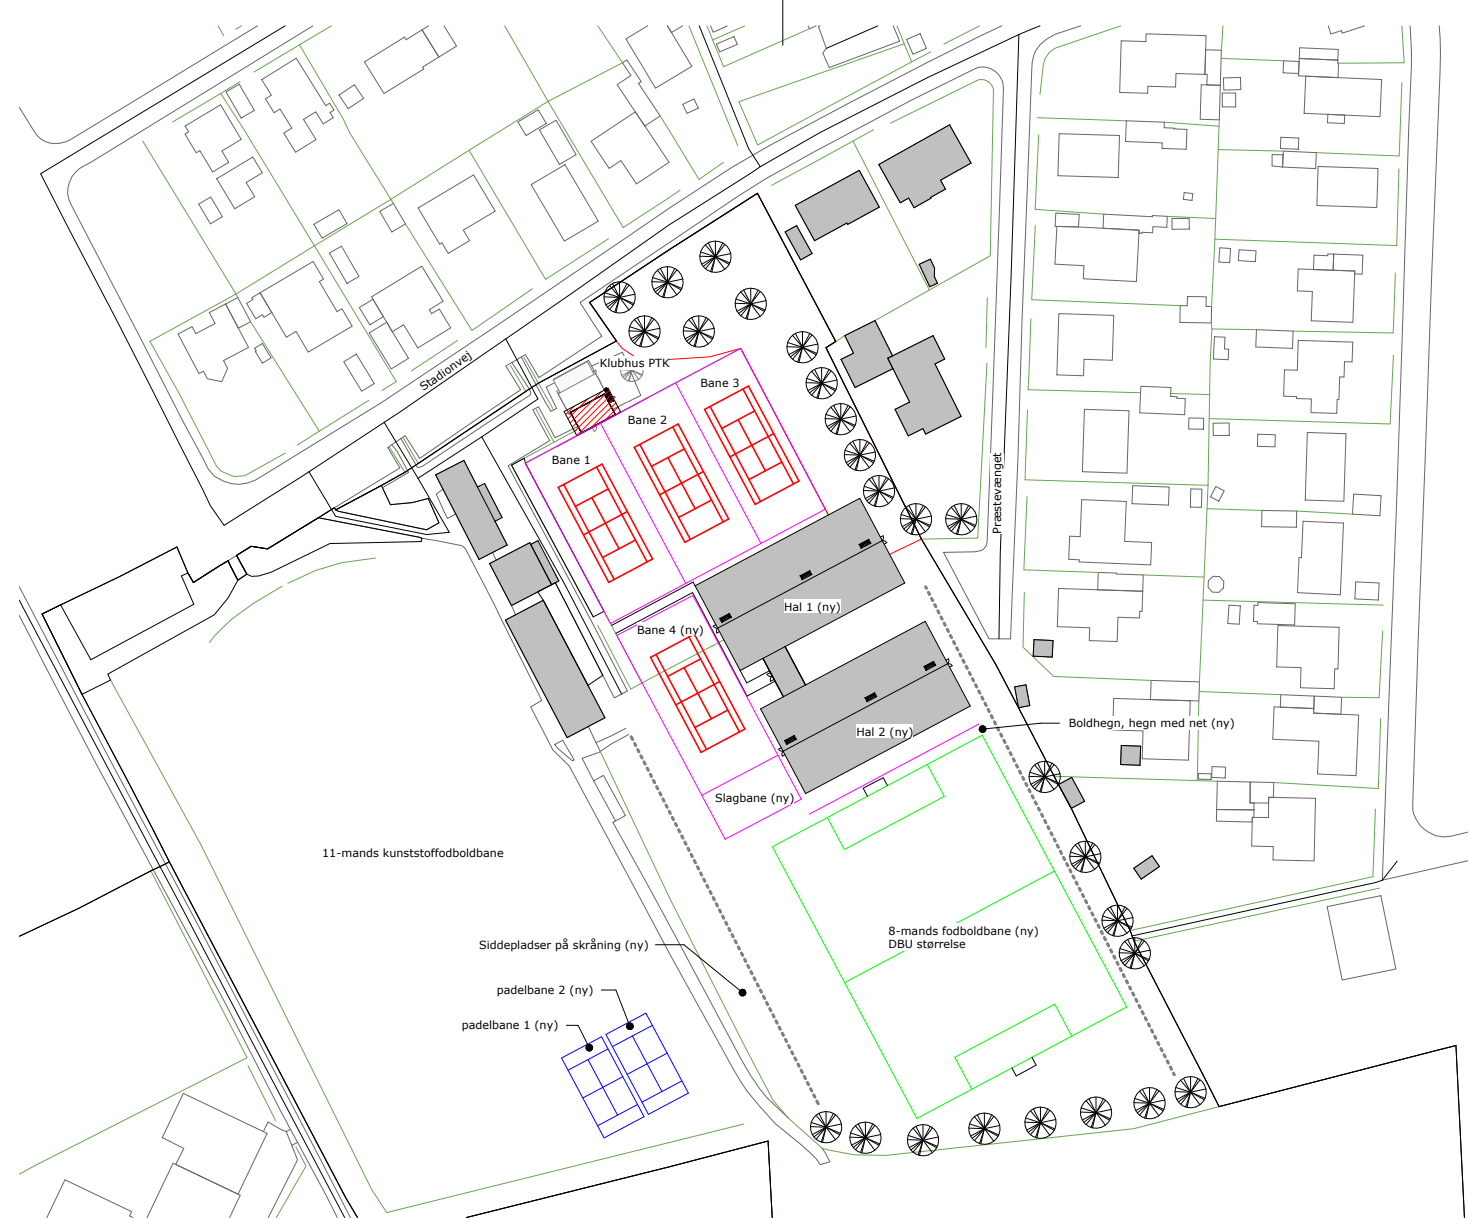 Stadionvej
Klubhus PTK
Bane 3
Bane 2
Bane 1
Præstevænget
Hal 1 (ny)
Bane 4 (ny)
Boldhegn, hegn med net (ny)
Hal 2 (ny)
Slagbane (ny)
11-mands kunststoffodboldbane
8-mands fodboldbane (ny)
DBU størrelse
Siddepladser på skråning (ny)
padelbane 2 (ny)
padelbane 1 (ny)